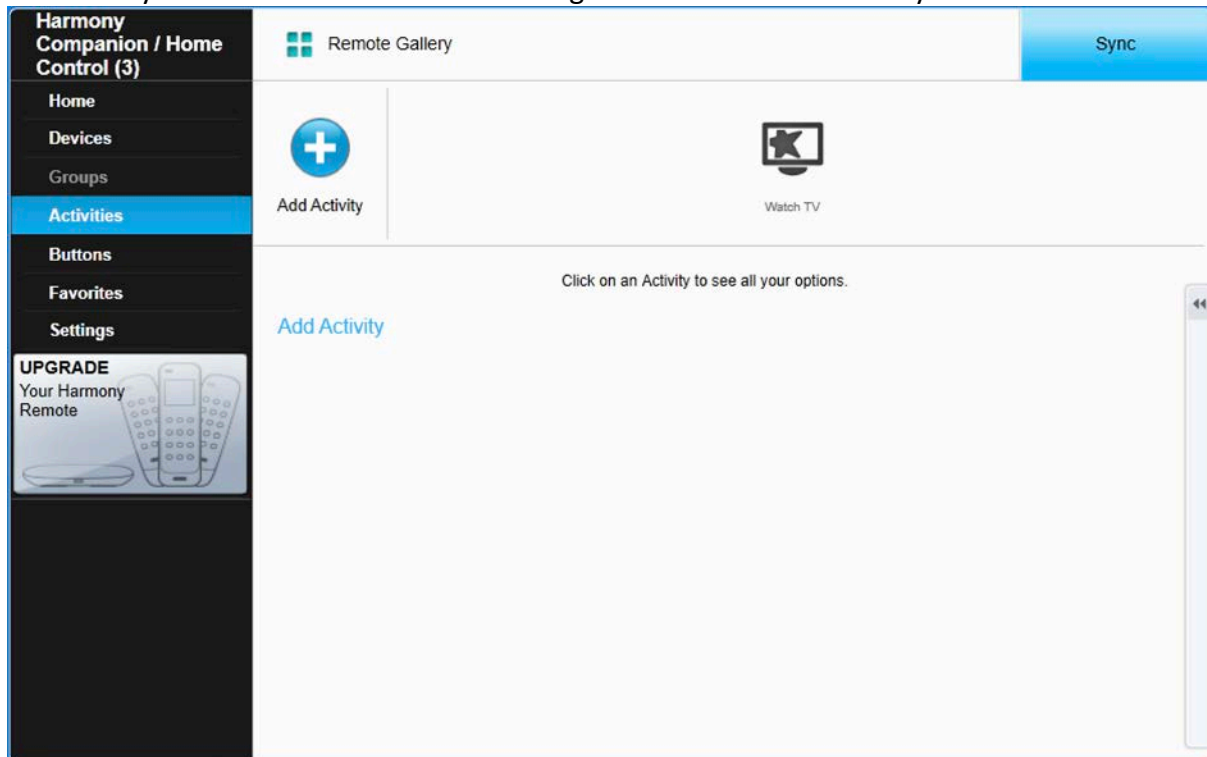 Harmony
Companion / Home
Control (3)
Remote Gallery
Sync
Home
Devices
Groups
Activities
Buttons
Favorites
Settings
Add Activity
Watch TV
Click on an Activity to see all your options.
Add Activity
UPGRADE
Your Harmony
Remote